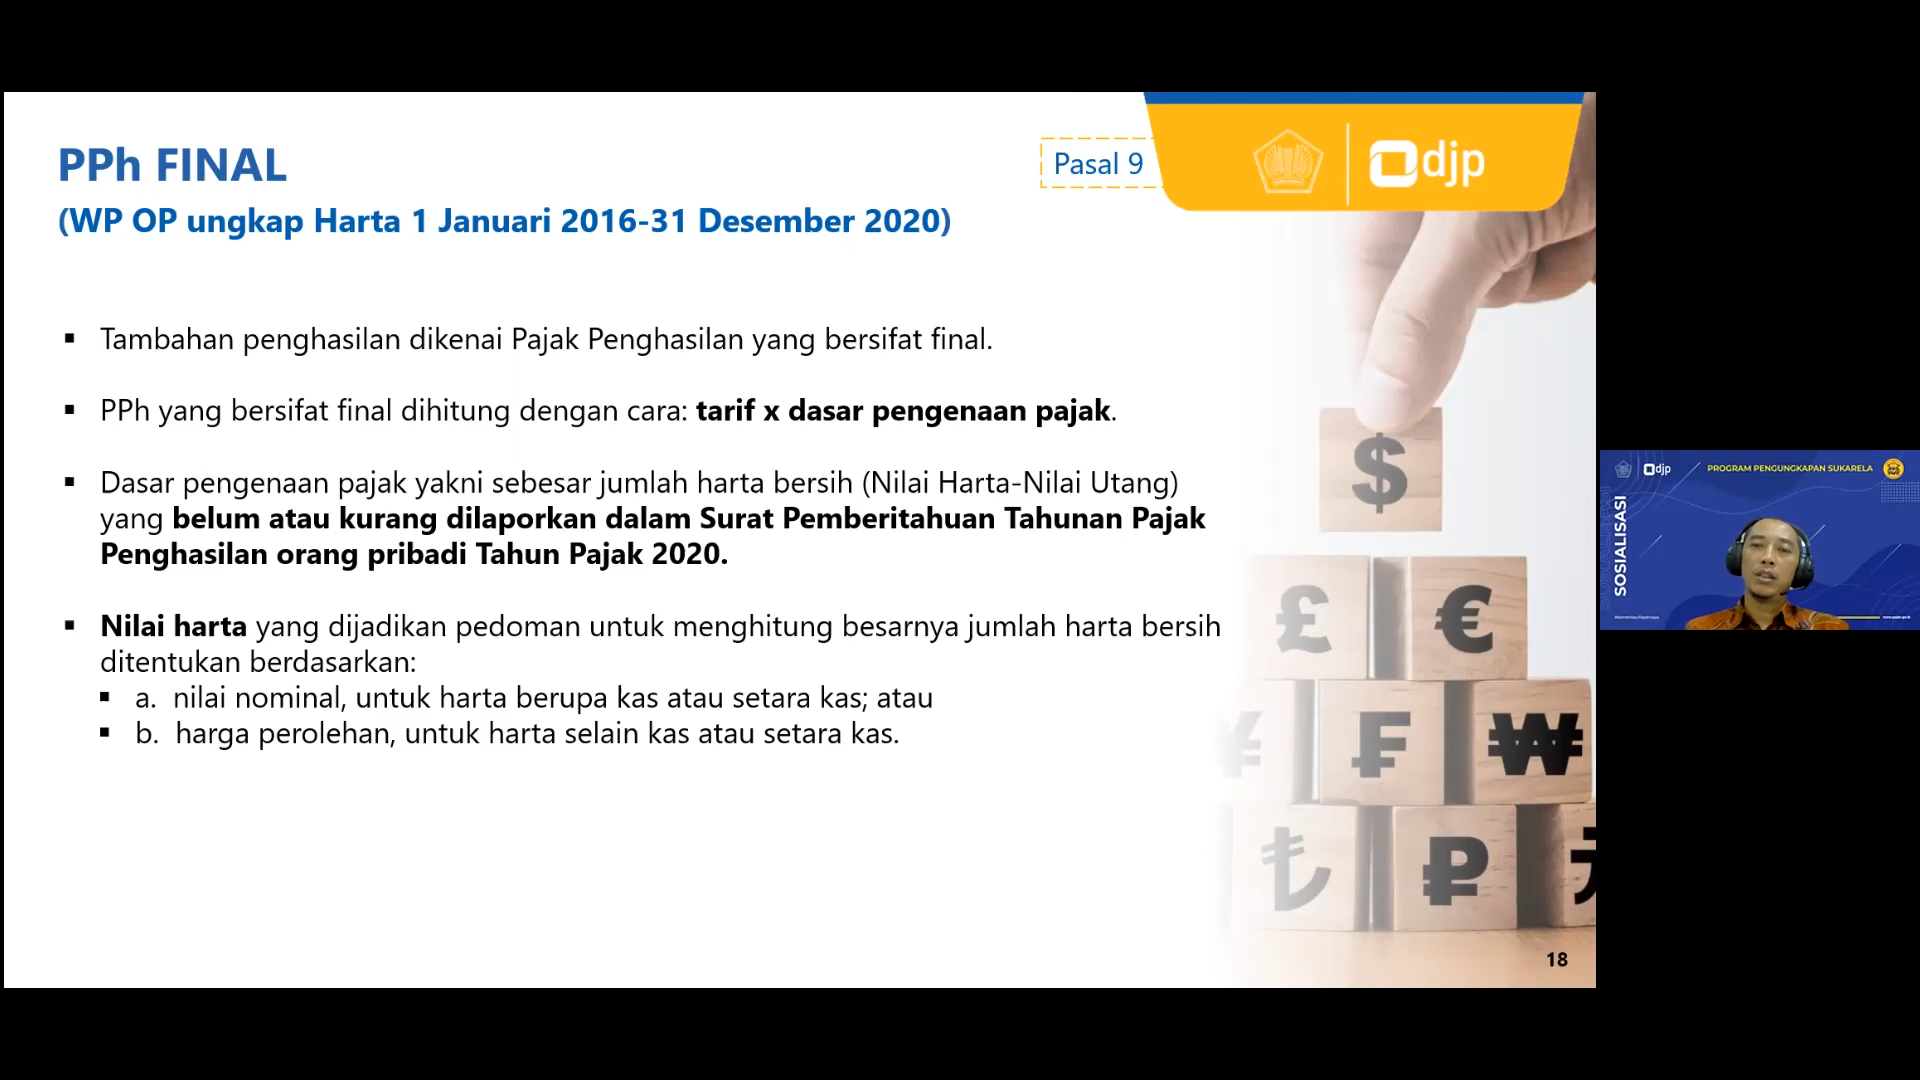 PPh FINAL
Pasal 9
djp
(WP OP ungkap Harta 1 Januari 2016-31 Desember 2020)
▪ Tambahan penghasilan dikenai Pajak Penghasilan yang bersifat final.
▪ PPh yang bersifat final dihitung dengan cara: tarif x dasar pengenaan pajak.
▪ Dasar pengenaan pajak yakni sebesar jumlah harta bersih (Nilai Harta-Nilai Utang)
yang belum atau kurang dilaporkan dalam Surat Pemberitahuan Tahunan Pajak
Penghasilan orang pribadi Tahun Pajak 2020.
▪ Nilai harta yang dijadikan pedoman untuk menghitung besarnya jumlah harta bersih
ditentukan berdasarkan:
▪ a. nilai nominal, untuk harta berupa kas atau setara kas; atau
▪ b. harga perolehan, untuk harta selain kas atau setara kas.
$
£ €
¥ ₣ ₩
₺ ₽
18
djp
PROGRAM PENGUNGKAPAN SUKARELA
SOSIALISASI